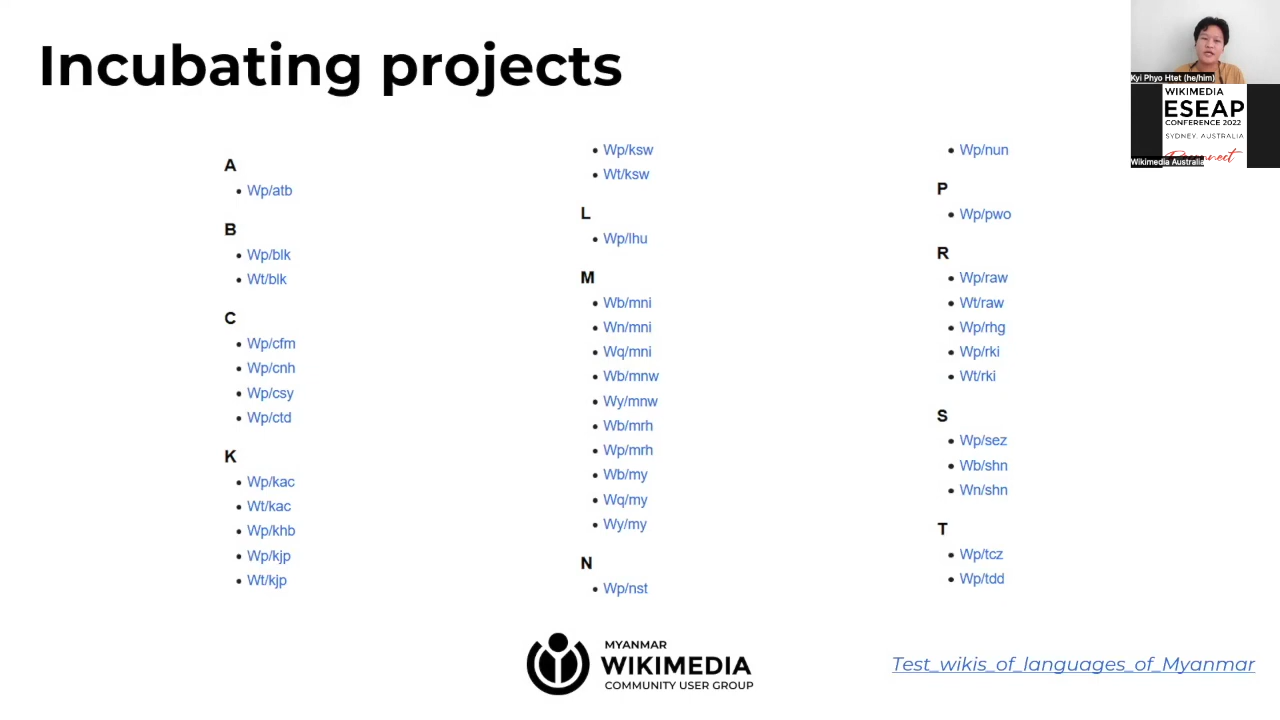 Incubating projects
A
Wp/atb
B
Wp/blk
Wt/blk
C
Wp/cfm
Wp/cnh
Wp/csy
Wp/ctd
K
Wp/kac
Wt/kac
Wp/khb
Wp/kjp
Wt/kjp
Wp/ksw
Wt/ksw
L
Wp/lhu
M
Wb/mni
Wn/mni
Wq/mni
Wb/mnw
Wy/mnw
Wb/mrh
Wp/mrh
Wb/my
Wq/my
Wy/my
N
Wp/nst
Wp/nun
P
Wp/pwo
R
Wp/raw
Wt/raw
Wp/rhg
Wp/rki
Wt/rki
S
Wp/sez
Wb/shn
Wn/shn
T
Wp/tcz
Wp/tdd
MYANMAR
WIKIMEDIA
COMMUNITY USER GROUP
Test_wikis_of_languages_of_Myanmar
Kyi Phyo Htet (he/him)
WIKIMEDIA
ESEAP
CONFERENCE 2022
SYDNEY, AUSTRALIA
Wikimedia Australia